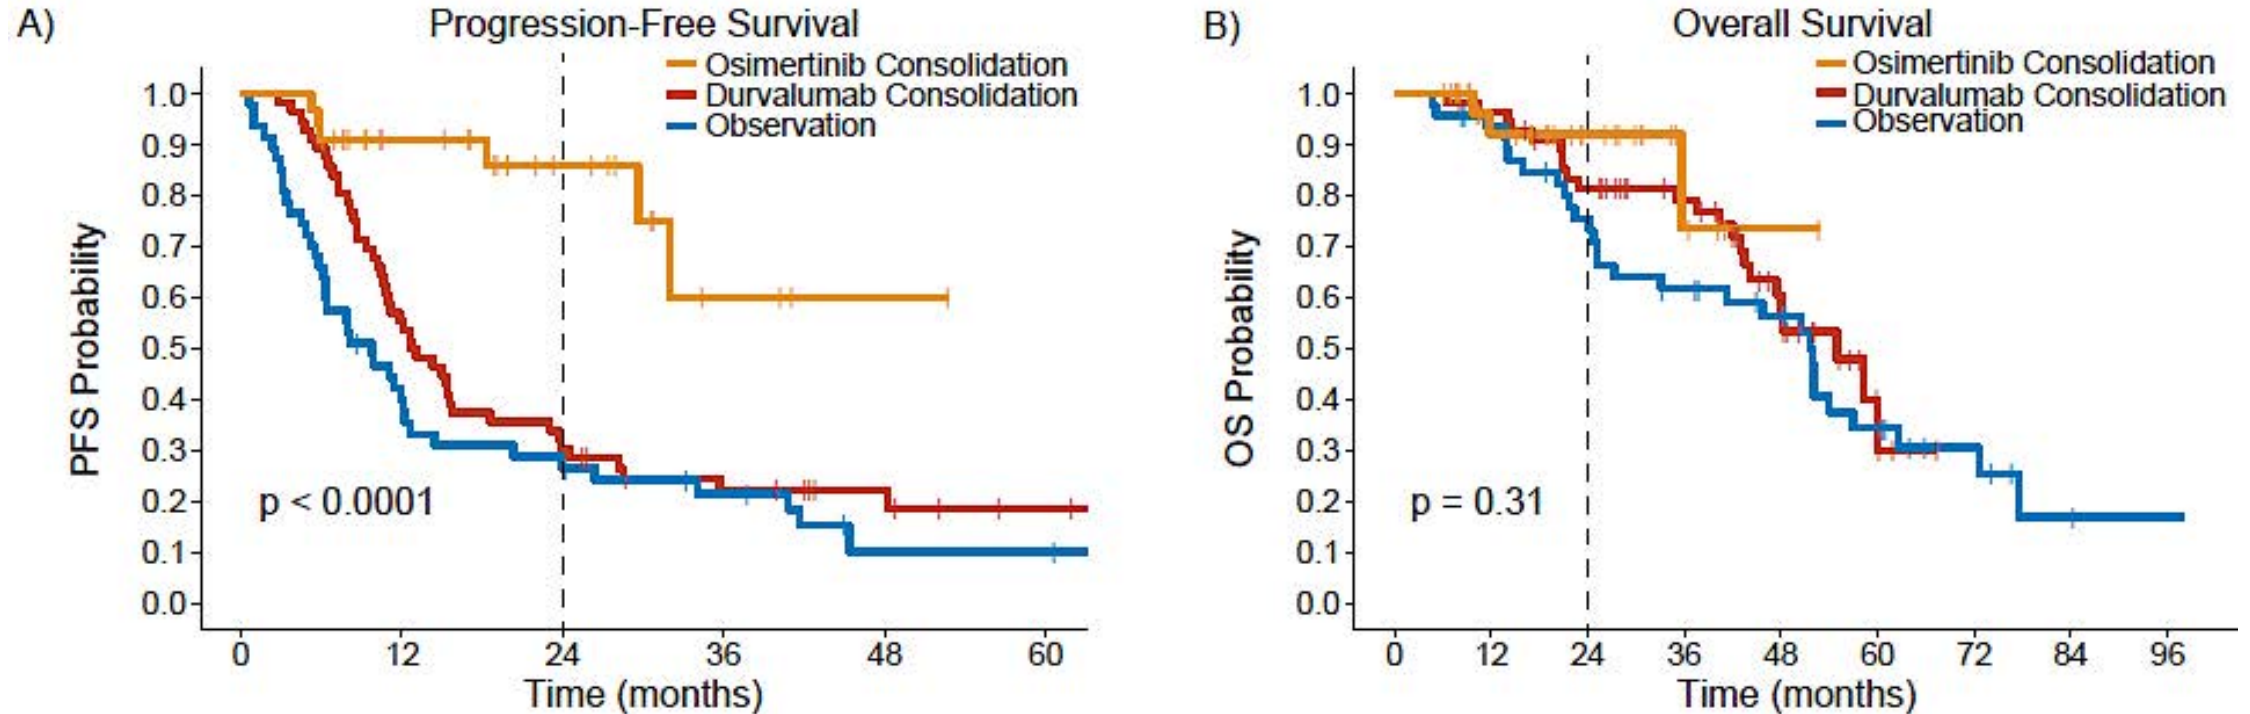 A)
Progression-Free Survival
Osimertinib Consolidation
Durvalumab Consolidation
Observation
PFS Probability
1.0
0.9
0.8
0.7
0.6
0.5
0.4
0.3
0.2
0.1
0.0
p < 0.0001
0 12 24 36 48 60
Time (months)
B)
Overall Survival
Osimertinib Consolidation
Durvalumab Consolidation
Observation
OS Probability
1.0
0.9
0.8
0.7
0.6
0.5
0.4
0.3
0.2
0.1
0.0
p = 0.31
0 12 24 36 48 60 72 84 96
Time (months)